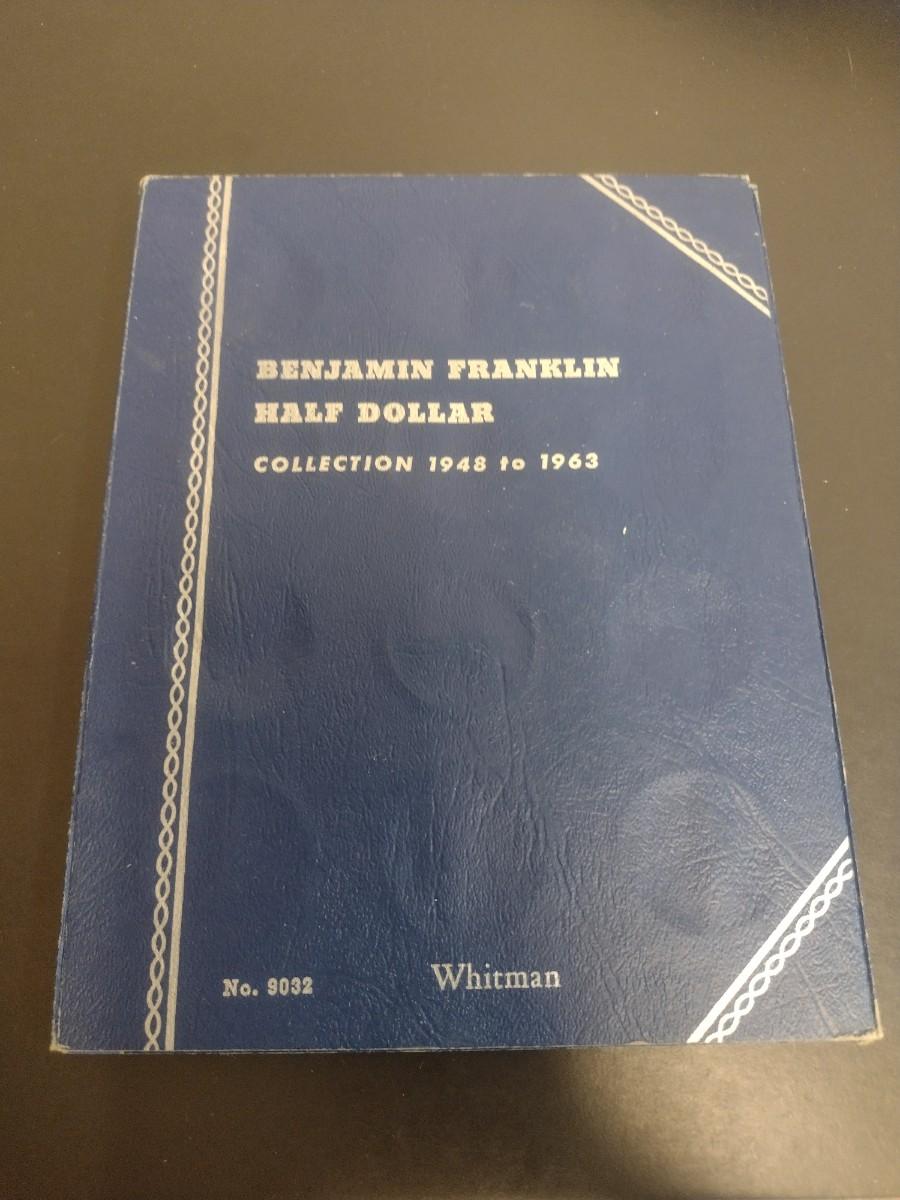 BENJAMIN FRANKLIN
HALF DOLLAR
COLLECTION 1948 to 1963
No. 9032
Whitman